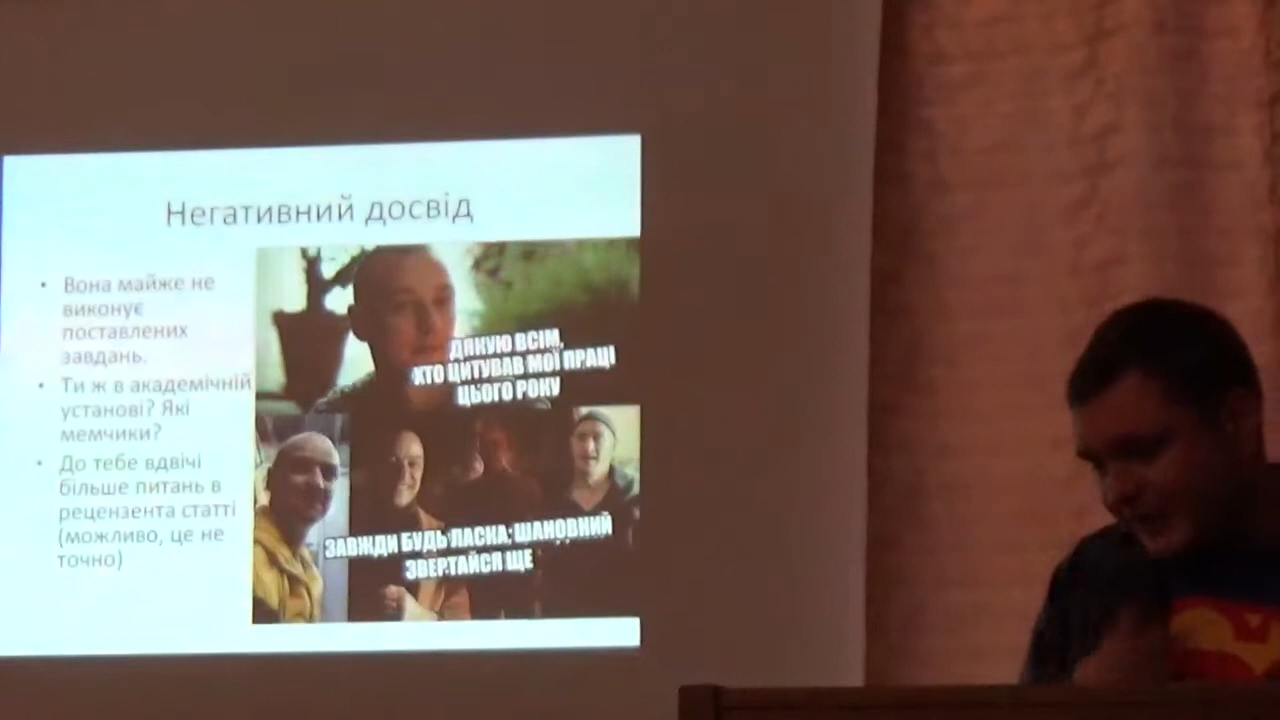 Негативний досвід
• Вона майже не
виконує
поставлених
завдань.
• Ти ж в академічній
установі? Які
мемчики?
• До тебе вдвічі
більше питань в
рецензента статті
(можливо, це не
точно)
ДЯКУЮ ВСІМ,
ХТО ЦИТУВАВ МОЇ ПРАЦІ
ЦЬОГО РОКУ
ЗАВЖДИ БУДЬ ЛАСКА, ШАНОВНИЙ
ЗВЕРТАЙСЯ ЩЕ